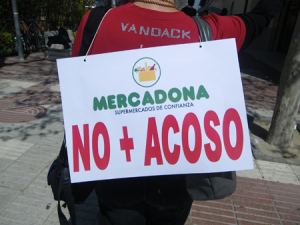 VANDACK
MERCADONA
SUPERMERCADOS DE CONFIANZA
NO + ACOSO